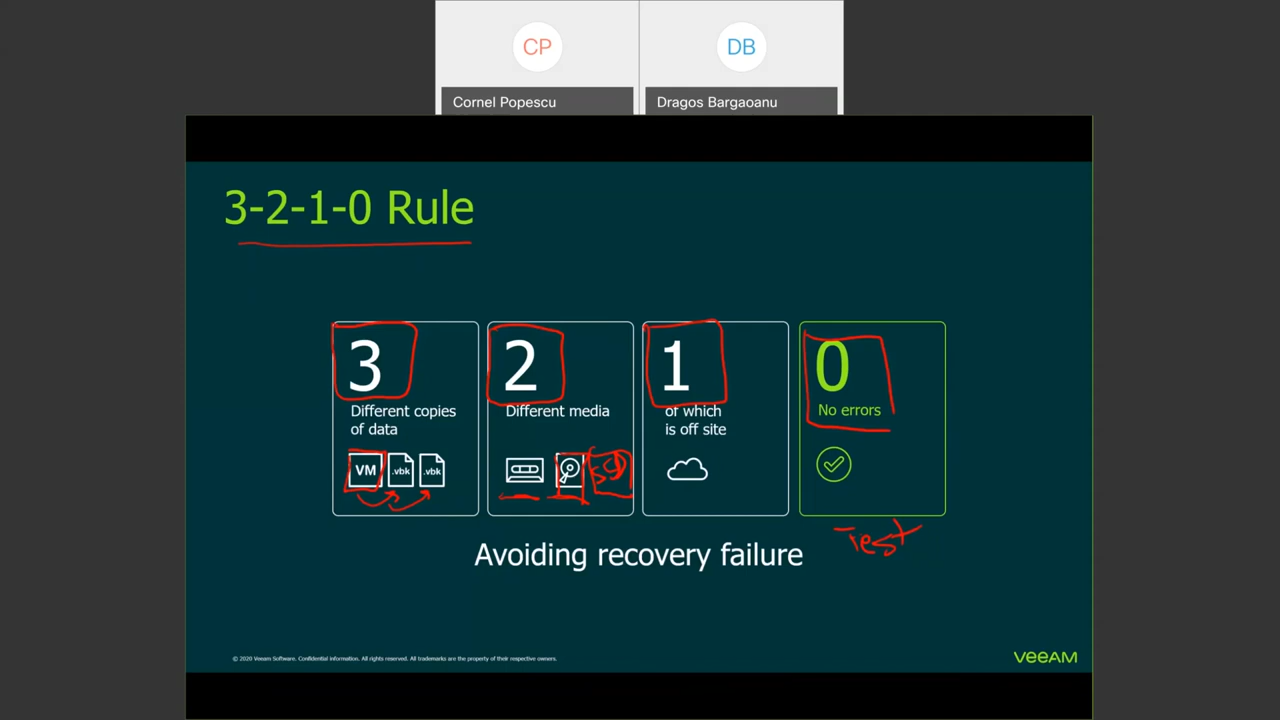 CP
DB
Cornel Popescu
Dragos Bargaoanu
3-2-1-0 Rule
3
2
1
0
Different copies
of data
Different media
of which
is off site
No errors
VM
.vbk
.vbk
SSD
Test
Avoiding recovery failure
© 2020 Veeam Software. Confidential information. All rights reserved. All trademarks are the property of their respective owners.
VEEAM